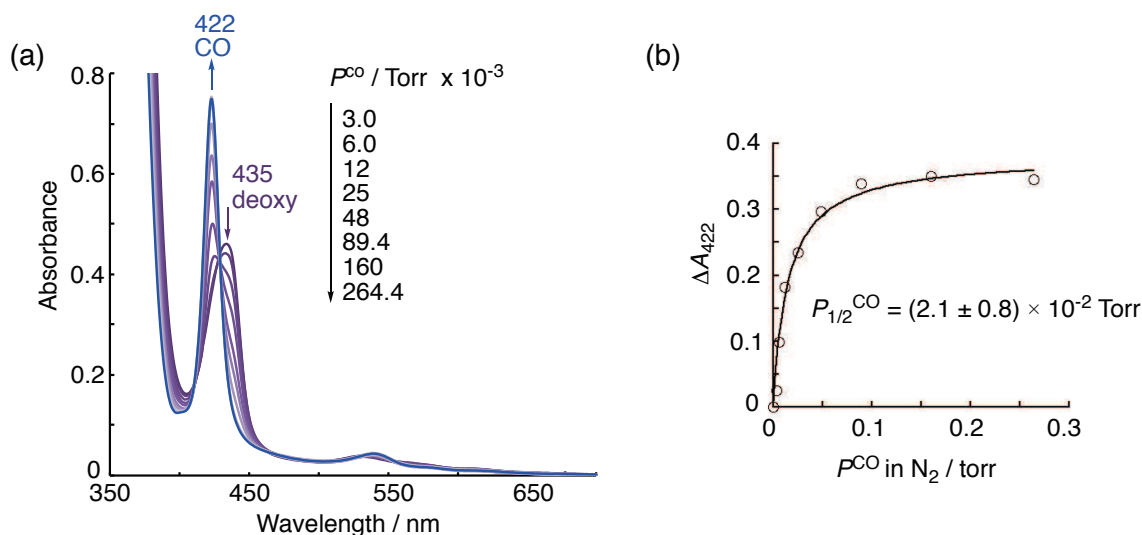 (a)
422
CO
P^co / Torr x 10^-3
3.0
6.0
12
25
48
89.4
160
264.4
435
deoxy
0.8
0.6
0.4
0.2
0
Absorbance
350
450
550
650
Wavelength / nm
(b)
0.4
0.3
0.2
0.1
0
ΔA₄₂₂
P₁/₂^CO = (2.1 ± 0.8) × 10^-2 Torr
0
0.1
0.2
0.3
P^CO in N₂ / torr